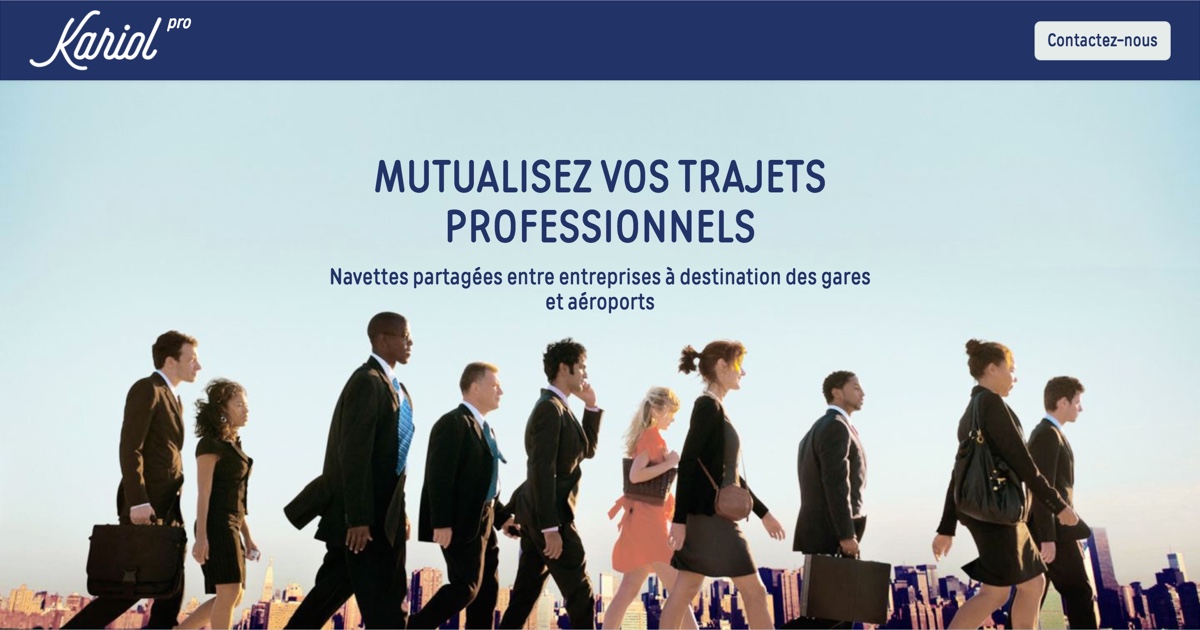 Kariol pro
Contactez-nous
MUTUALISEZ VOS TRAJETS
PROFESSIONNELS
Navettes partagées entre entreprises à destination des gares
et aéroports